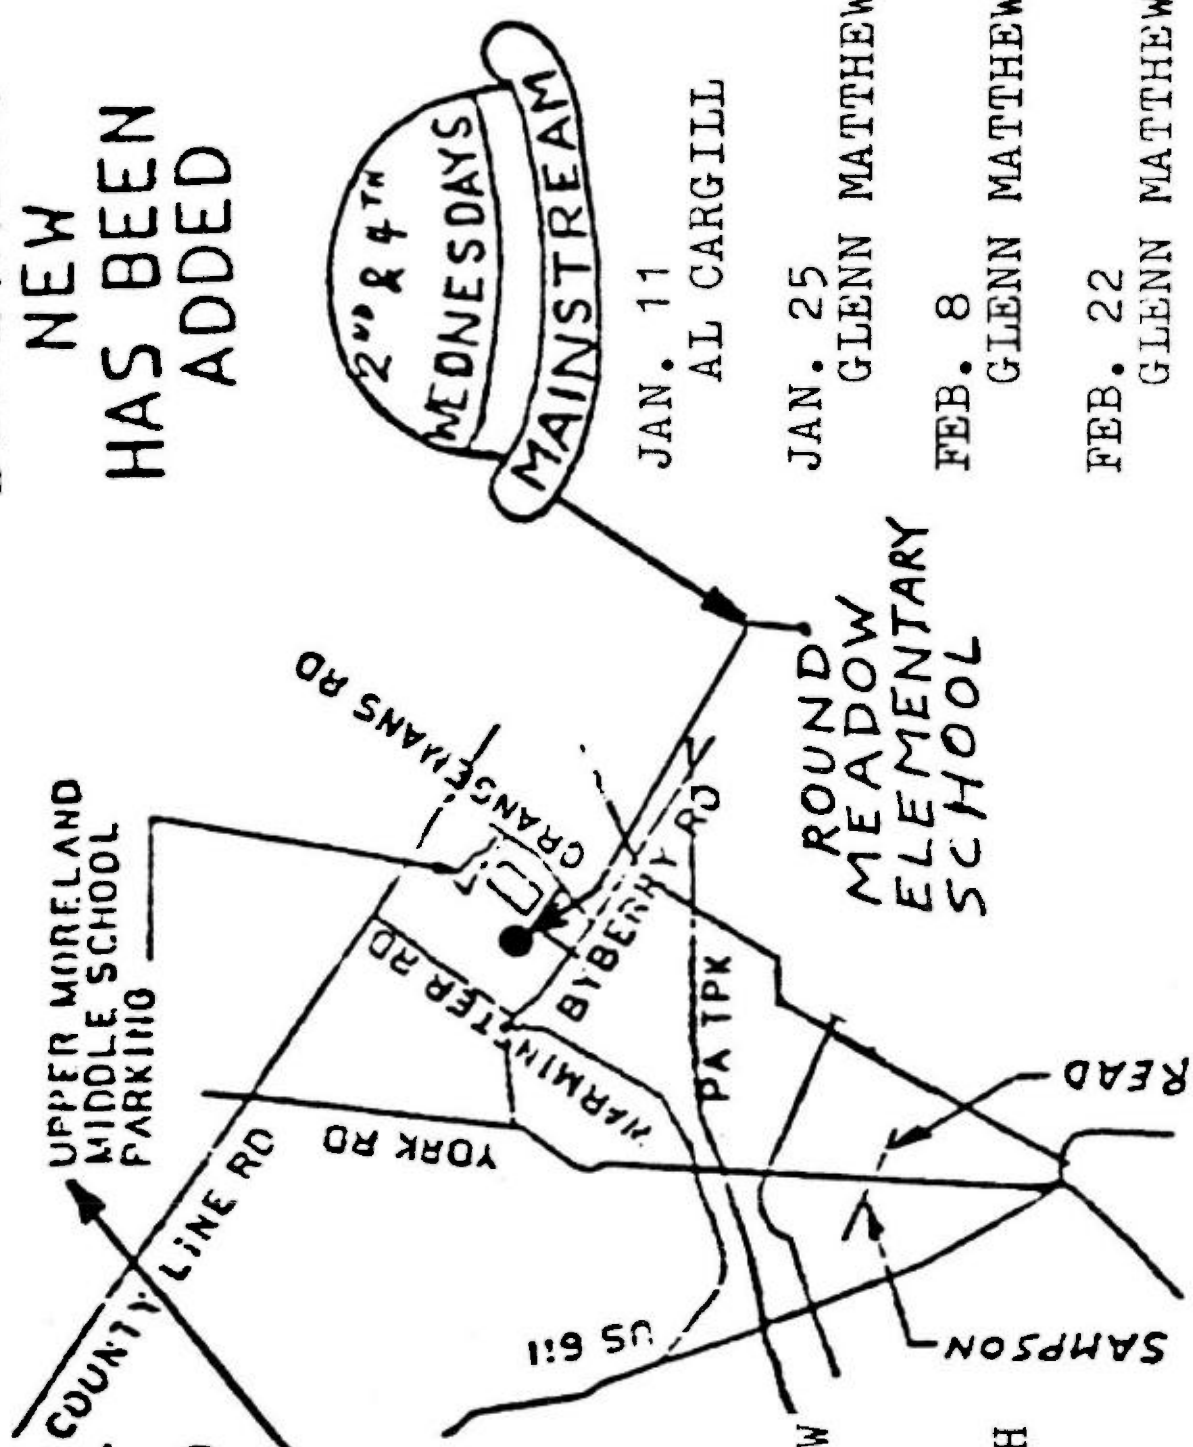 NEW
HAS BEEN
ADDED
2ND & 4TH
WEDNESDAYS
MAINSTREAM
JAN. 11
AL CARGILL
JAN. 25
GLENN MATTHEW
FEB. 8
GLENN MATTHEW
FEB. 22
GLENN MATTHEW
UPPER MORELAND
MIDDLE SCHOOL
PARKING
CRANSEMANS RD
COUNTY LINE RD
YORK RD
WARMINSTER RD
BYBERRY RD
PA TPK
US 611
ROUND
MEADOW
ELEMENTARY
SCHOOL
READ
SAMPSON
W
H